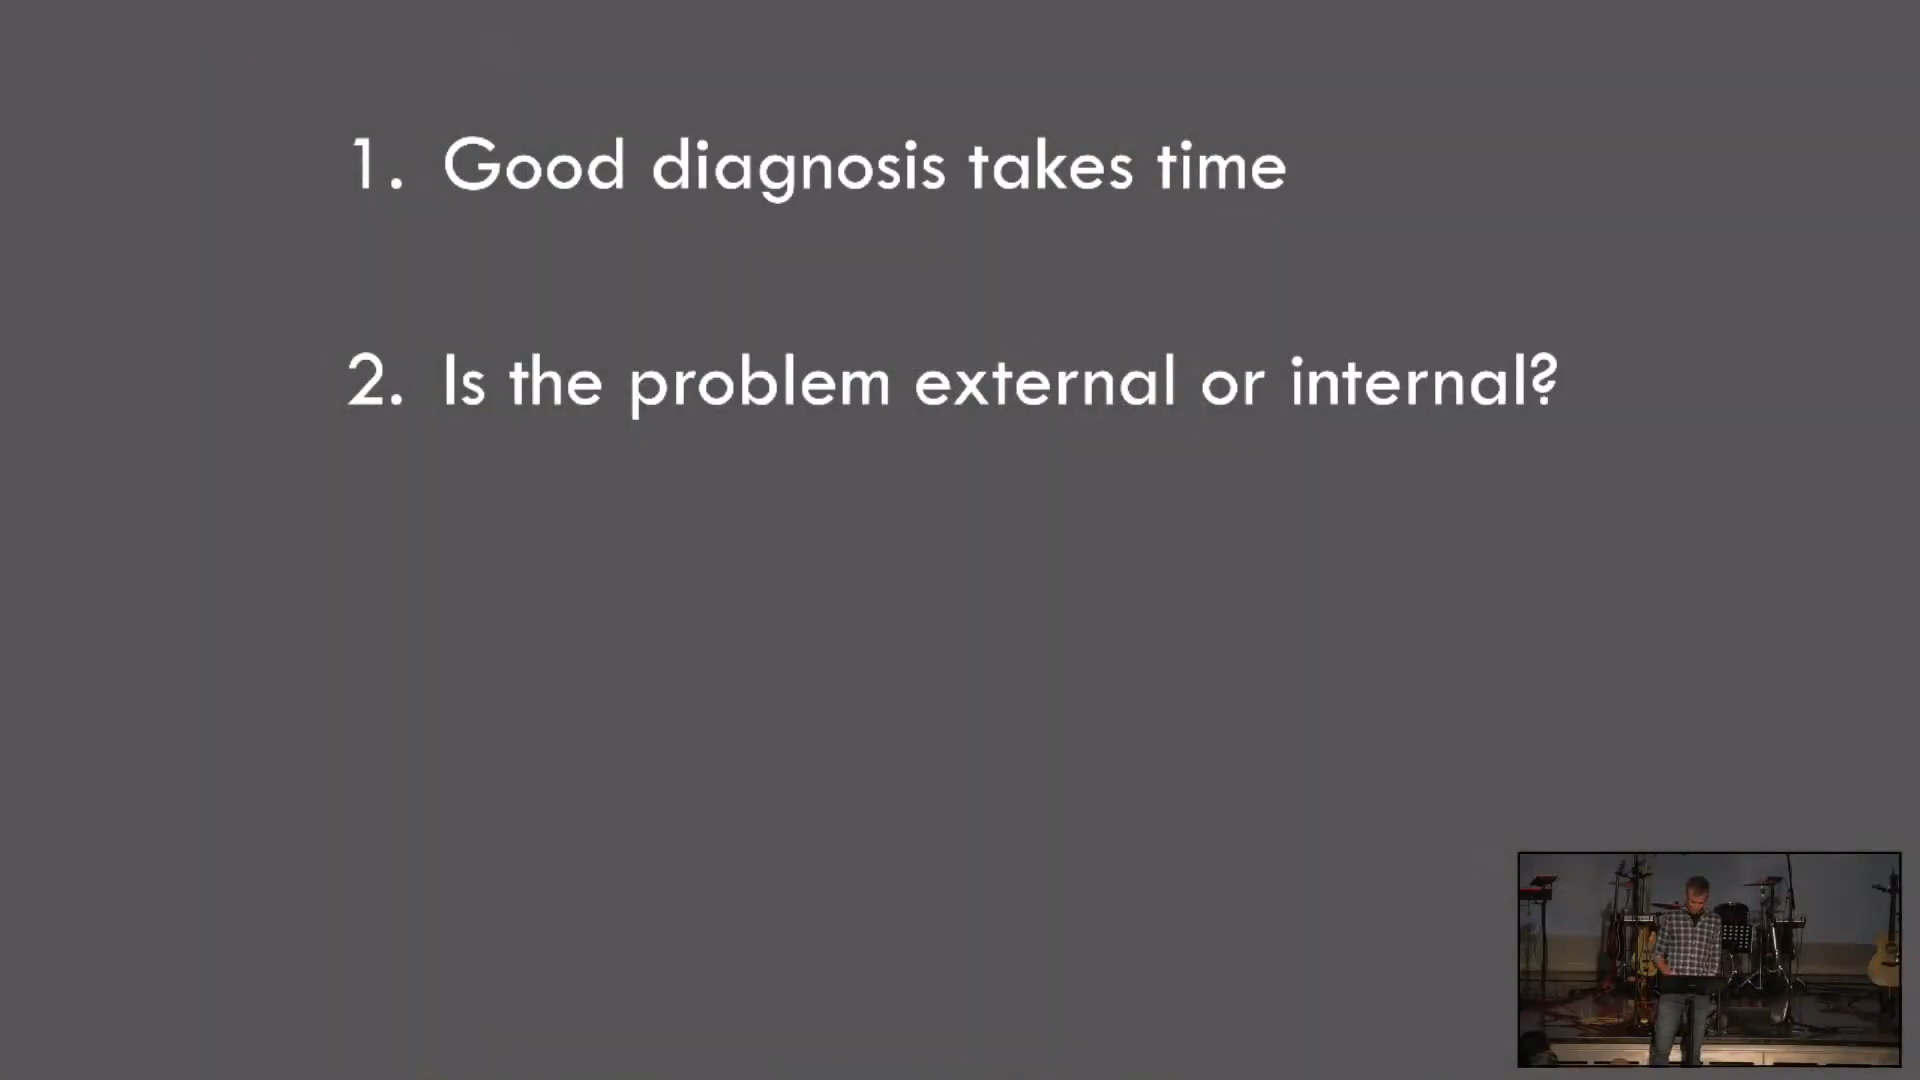 1. Good diagnosis takes time
2. Is the problem external or internal?